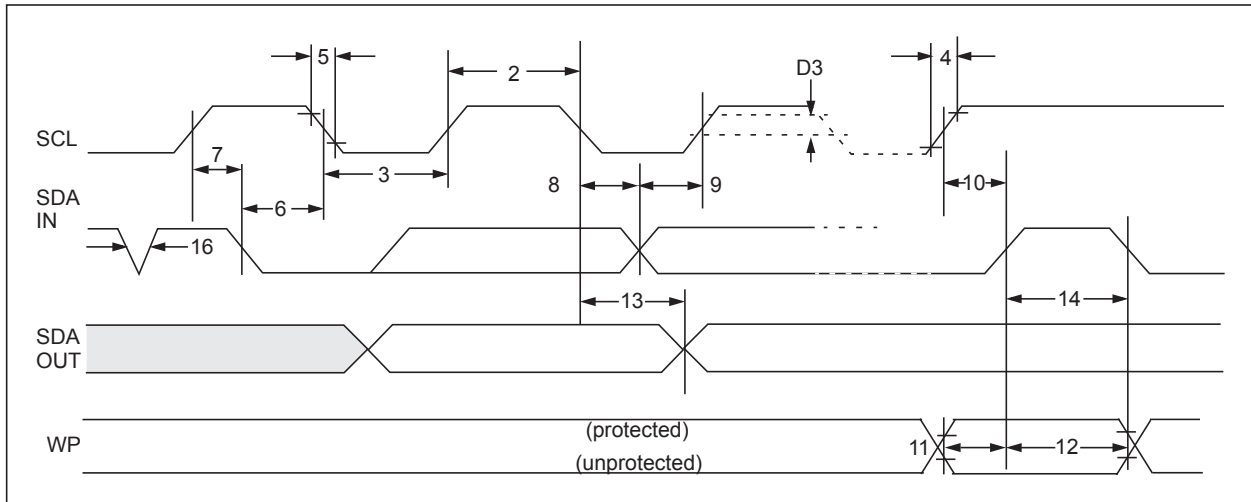 5
2
D3
4
SCL
7
3
8
9
10
SDA
IN
6
16
13
14
SDA
OUT
WP
(protected)
(unprotected)
11
12